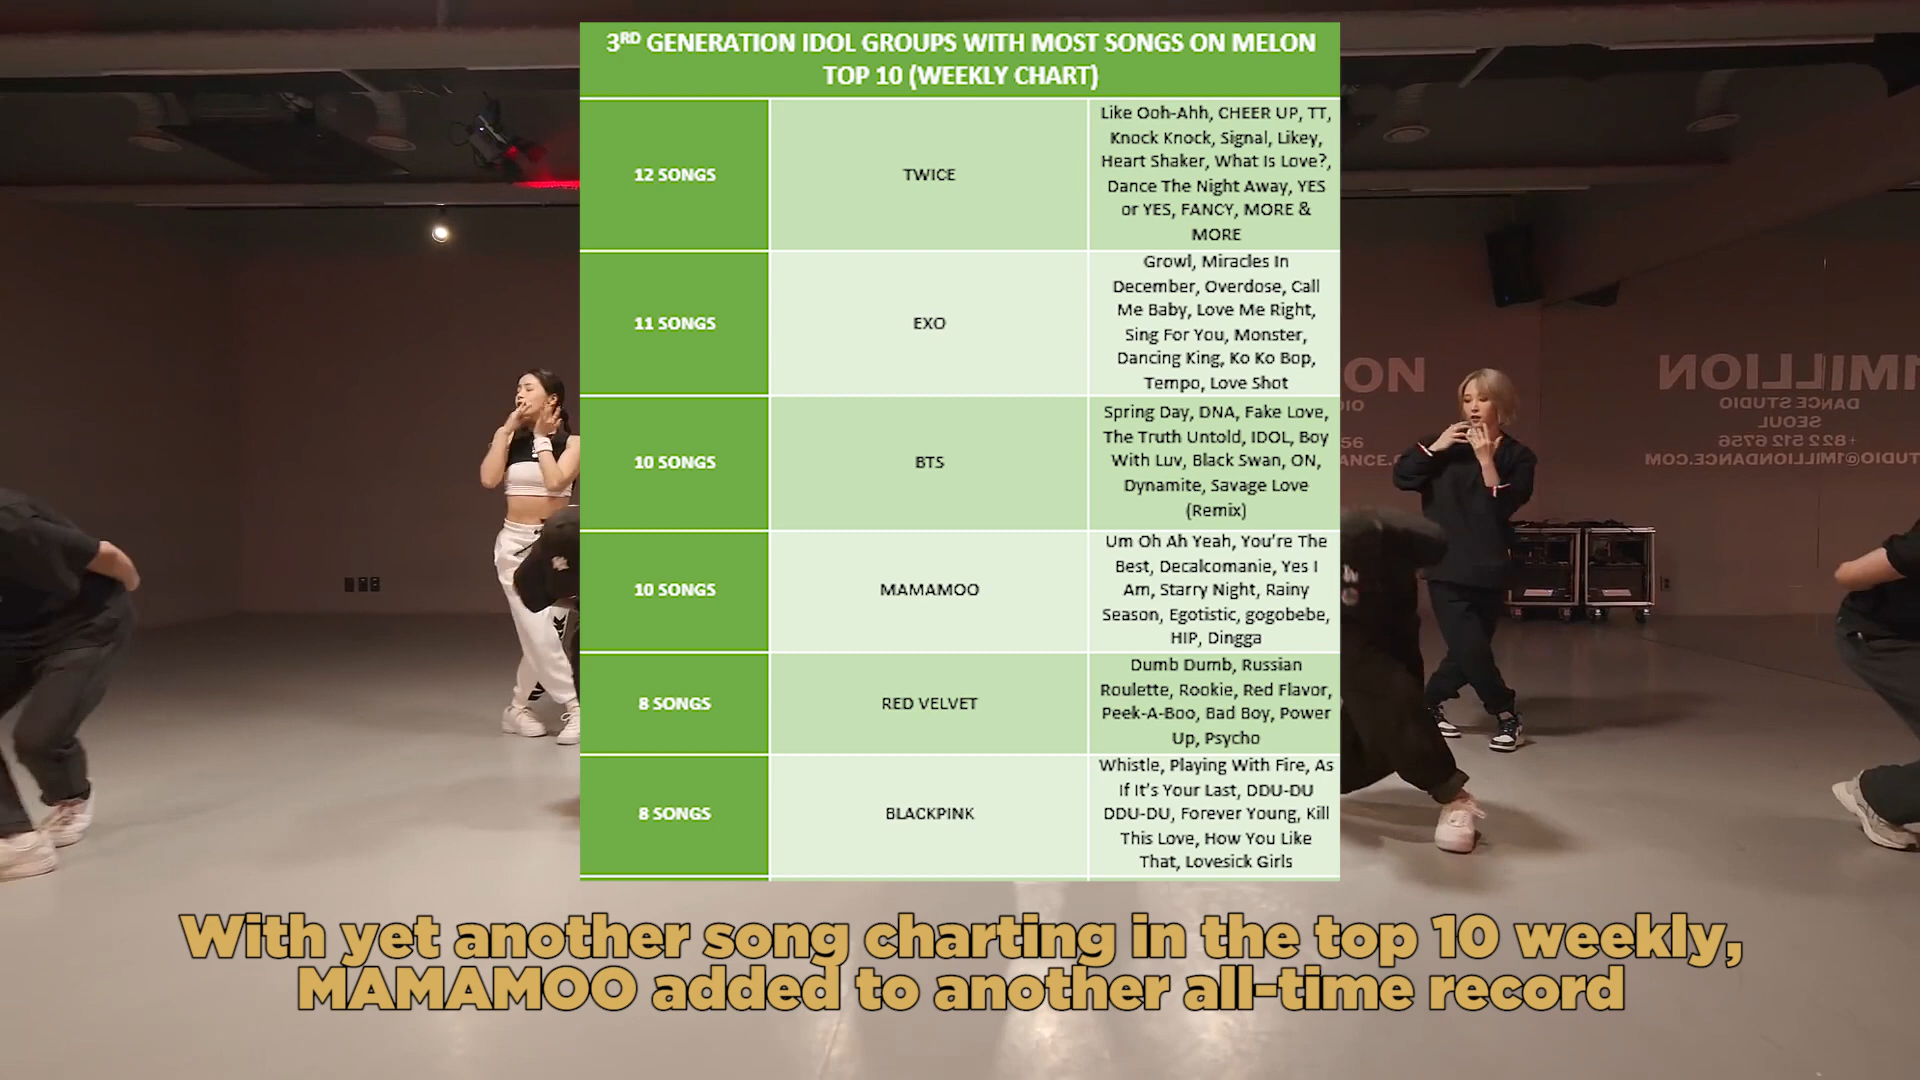 3RD GENERATION IDOL GROUPS WITH MOST SONGS ON MELON
TOP 10 (WEEKLY CHART)
12 SONGS
TWICE
Like Ooh-Ahh, CHEER UP, TT,
Knock Knock, Signal, Likey,
Heart Shaker, What Is Love?,
Dance The Night Away, YES
or YES, FANCY, MORE &
MORE
11 SONGS
EXO
Growl, Miracles In
December, Overdose, Call
Me Baby, Love Me Right,
Sing For You, Monster,
Dancing King, Ko Ko Bop,
Tempo, Love Shot
10 SONGS
BTS
Spring Day, DNA, Fake Love,
The Truth Untold, IDOL, Boy
With Luv, Black Swan, ON,
Dynamite, Savage Love
(Remix)
10 SONGS
MAMAMOO
Um Oh Ah Yeah, You're The
Best, Decalcomanie, Yes I
Am, Starry Night, Rainy
Season, Egotistic, gogobebe,
HIP, Dingga
8 SONGS
RED VELVET
Dumb Dumb, Russian
Roulette, Rookie, Red Flavor,
Peek-A-Boo, Bad Boy, Power
Up, Psycho
8 SONGS
BLACKPINK
Whistle, Playing With Fire, As
If It's Your Last, DDU-DU
DDU-DU, Forever Young, Kill
This Love, How You Like
That, Lovesick Girls
1MILLION
DANCE STUDIO
SEOUL
+822 512 6756
STUDIO@1MILLIONDANCE.COM
With yet another song charting in the top 10 weekly,
MAMAMOO added to another all-time record